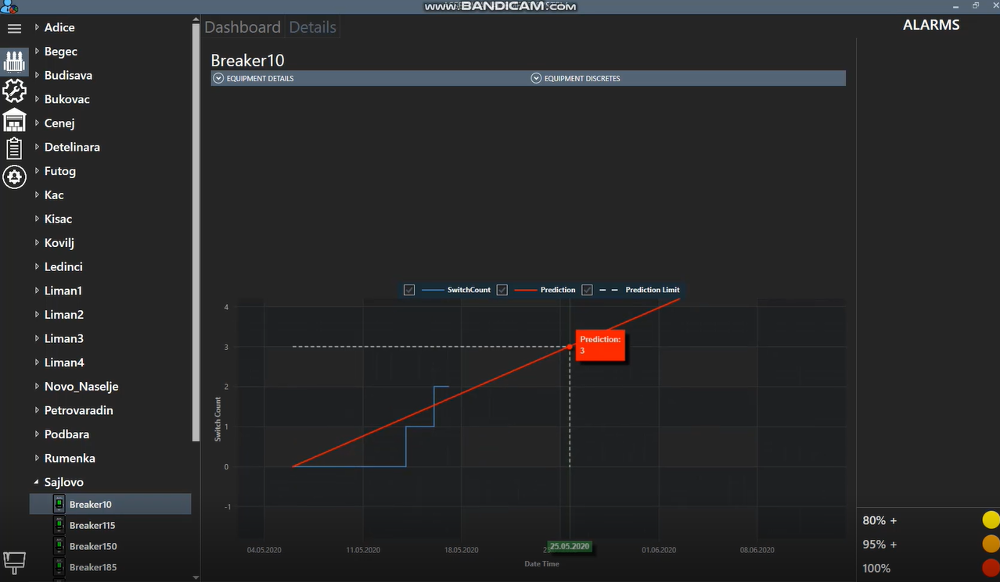 www.BANDICAM.com
Adice
Begec
Budisava
Bukovac
Cenej
Detelinara
Futog
Kac
Kisac
Kovilj
Ledinci
Liman1
Liman2
Liman3
Liman4
Novo_Naselje
Petrovaradin
Podbara
Rumenka
Sajlovo
Breaker10
Breaker115
Breaker150
Breaker185
Dashboard Details
Breaker10
EQUIPMENT DETAILS EQUIPMENT DISCRETES
SwitchCount Prediction Prediction Limit
Prediction:
3
4
3
2
1
0
-1
Switch Count
04.05.2020 11.05.2020 18.05.2020 25.05.2020 01.06.2020 08.06.2020
Date Time
ALARMS
80% +
95% +
100%